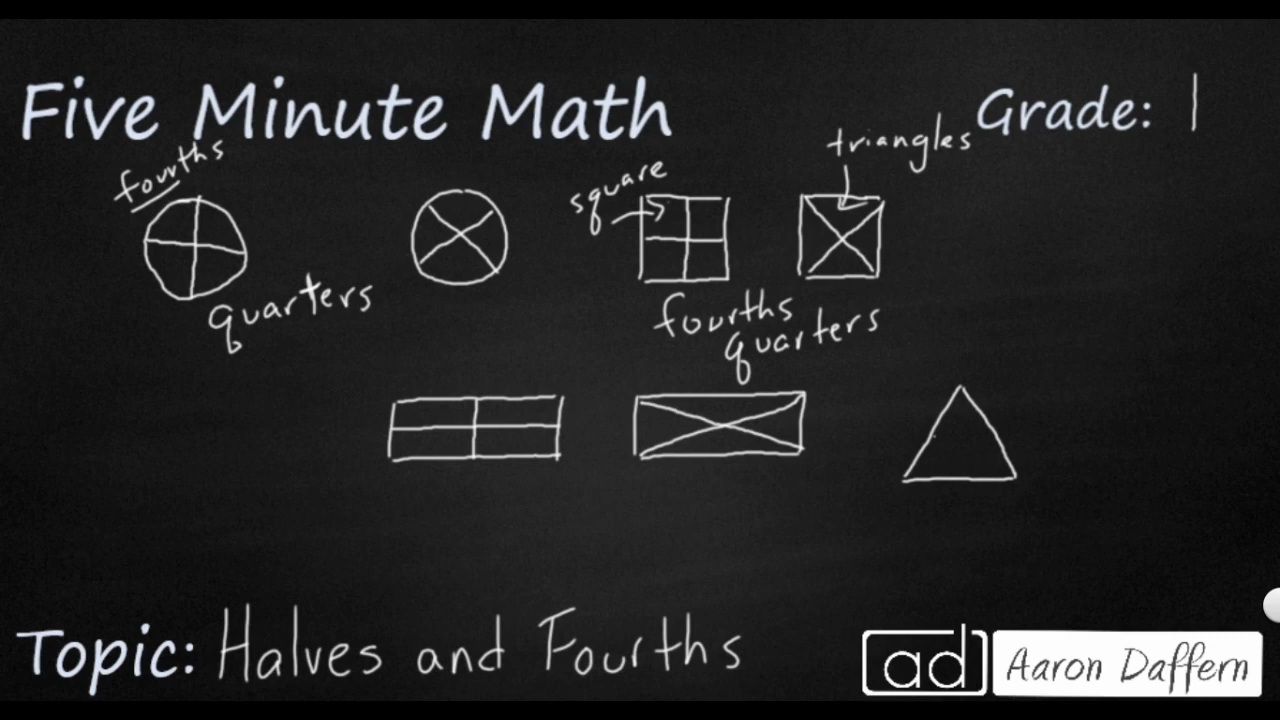 Five Minute Math
Grade: 1
fourths
quarters
square
triangles
fourths
quarters
Topic: Halves and Fourths
ad Aaron Daffern